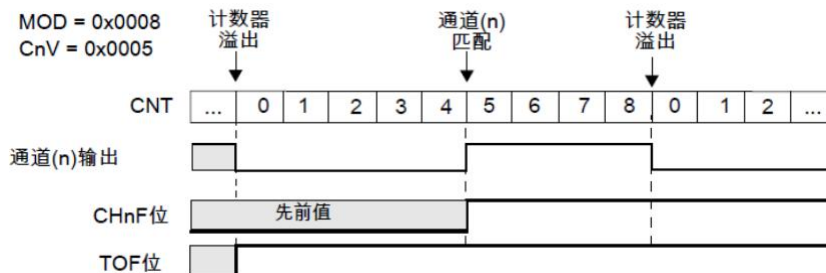 MOD = 0x0008
CnV = 0x0005
计数器
溢出
通道(n)
匹配
计数器
溢出
CNT ... 0 1 2 3 4 5 6 7 8 0 1 2 ...
通道(n)输出
CHnF位 先前值
TOF位